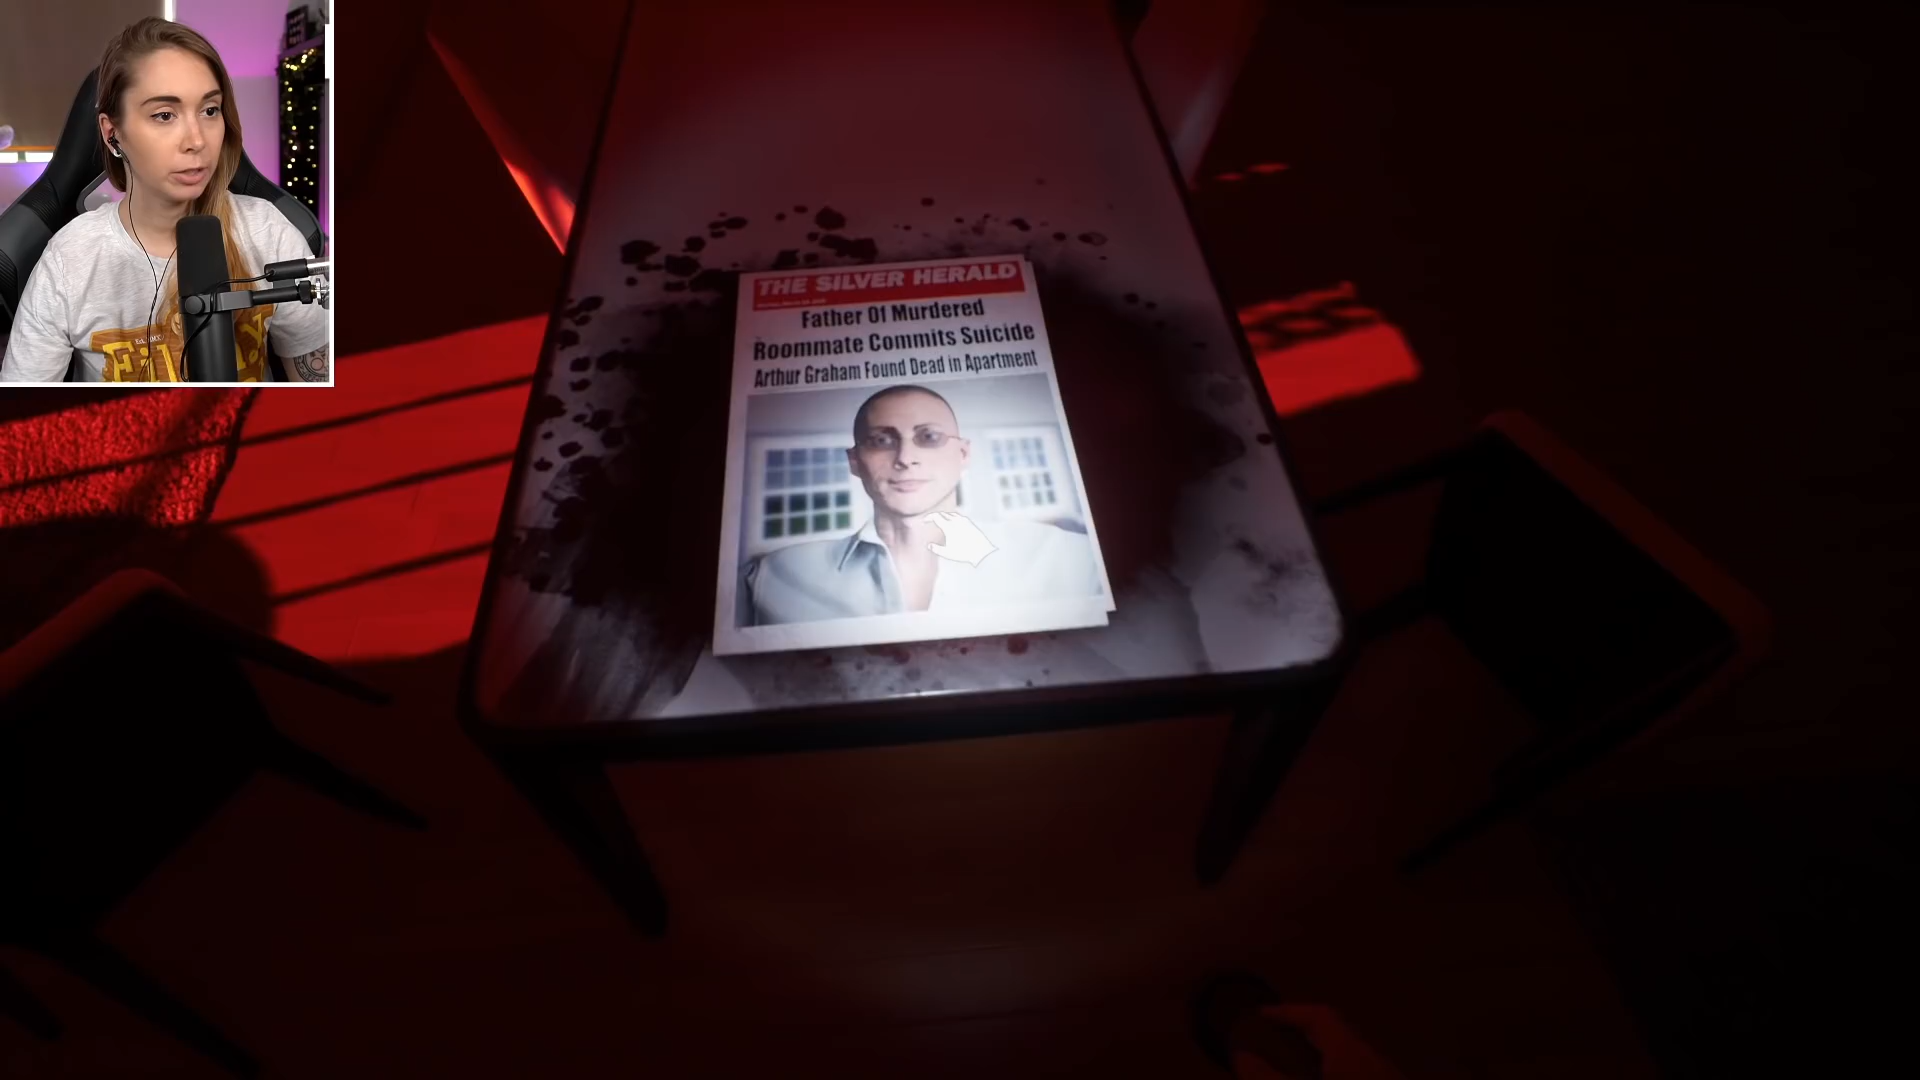 THE SILVER HERALD
Father Of Murdered
Roommate Commits Suicide
Arthur Graham Found Dead in Apartment